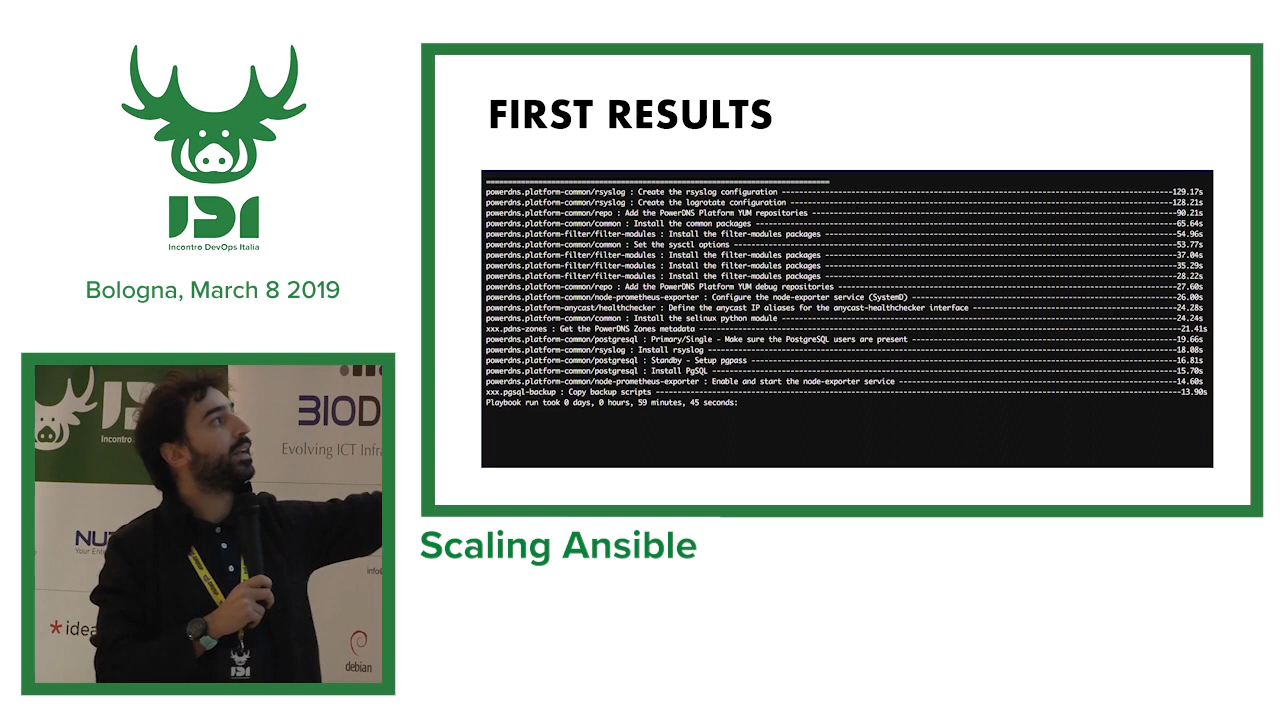 Incontro DevOps Italia
Bologna, March 8 2019
FIRST RESULTS
powerdns.platform-common/rsyslog : Create the rsyslog configuration ---129.17s
powerdns.platform-common/rsyslog : Create the logrotate configuration ---128.21s
powerdns.platform-common/repo : Add the PowerDNS Platform YUM repositories ---90.21s
powerdns.platform-common/common : Install the common packages ---65.64s
powerdns.platform-filter/filter-modules : Install the filter-modules packages ---54.96s
powerdns.platform-common/common : Set the sysctl options ---53.77s
powerdns.platform-filter/filter-modules : Install the filter-modules packages ---37.04s
powerdns.platform-filter/filter-modules : Install the filter-modules packages ---35.29s
powerdns.platform-filter/filter-modules : Install the filter-modules packages ---28.22s
powerdns.platform-common/repo : Add the PowerDNS Platform YUM debug repositories ---27.60s
powerdns.platform-common/node-prometheus-exporter : Configure the node-exporter service (SystemD) ---26.00s
powerdns.platform-anycast/healthchecker : Define the anycast IP aliases for the anycast-healthchecker interface ---24.28s
powerdns.platform-common/common : Install the selinux python module ---24.24s
xxx.pdns-zones : Get the PowerDNS Zones metadata ---21.41s
powerdns.platform-common/postgresql : Primary/Single - Make sure the PostgreSQL users are present ---19.66s
powerdns.platform-common/rsyslog : Install rsyslog ---18.08s
powerdns.platform-common/postgresql : Standby - Setup pgpass ---16.81s
powerdns.platform-common/postgresql : Install PgSQL ---15.70s
powerdns.platform-common/node-prometheus-exporter : Enable and start the node-exporter service ---14.60s
xxx.pgsql-backup : Copy backup scripts ---13.90s
Playbook run took 0 days, 0 hours, 59 minutes, 45 seconds:
Scaling Ansible
Incontro
BIOD
Evolving ICT Infra
NU
Your Ente
info
idea
debian